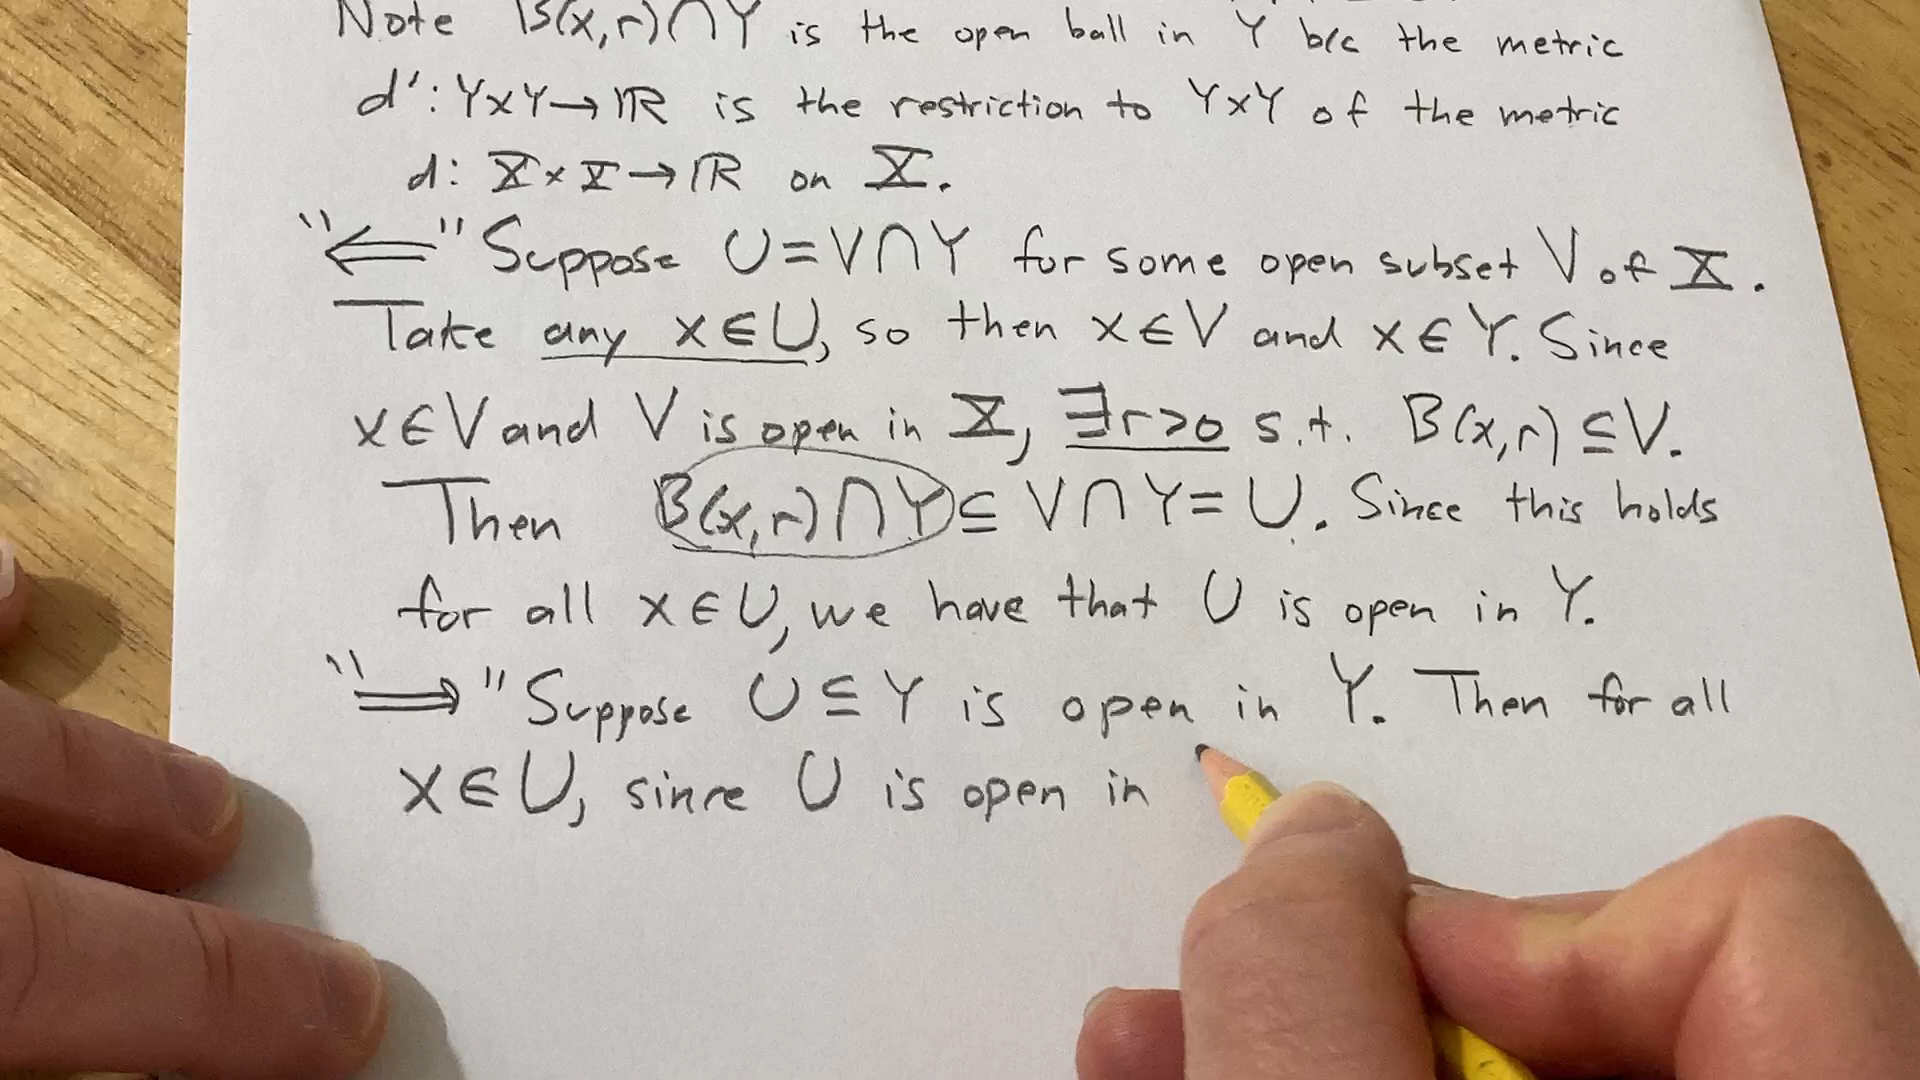 Note B(x,r)∩Y is the open ball in Y b/c the metric
d': Y×Y→ℝ is the restriction to Y×Y of the metric
d: X×X→ℝ on X.
"⇐" Suppose U=V∩Y for some open subset V of X.
Take any x∈U, so then x∈V and x∈Y. Since
x∈V and V is open in X, ∃r>0 s.t. B(x,r)⊆V.
Then B(x,r)∩Y⊆V∩Y=U. Since this holds
for all x∈U, we have that U is open in Y.
"⇒" Suppose U⊆Y is open in Y. Then for all
x∈U, since U is open in